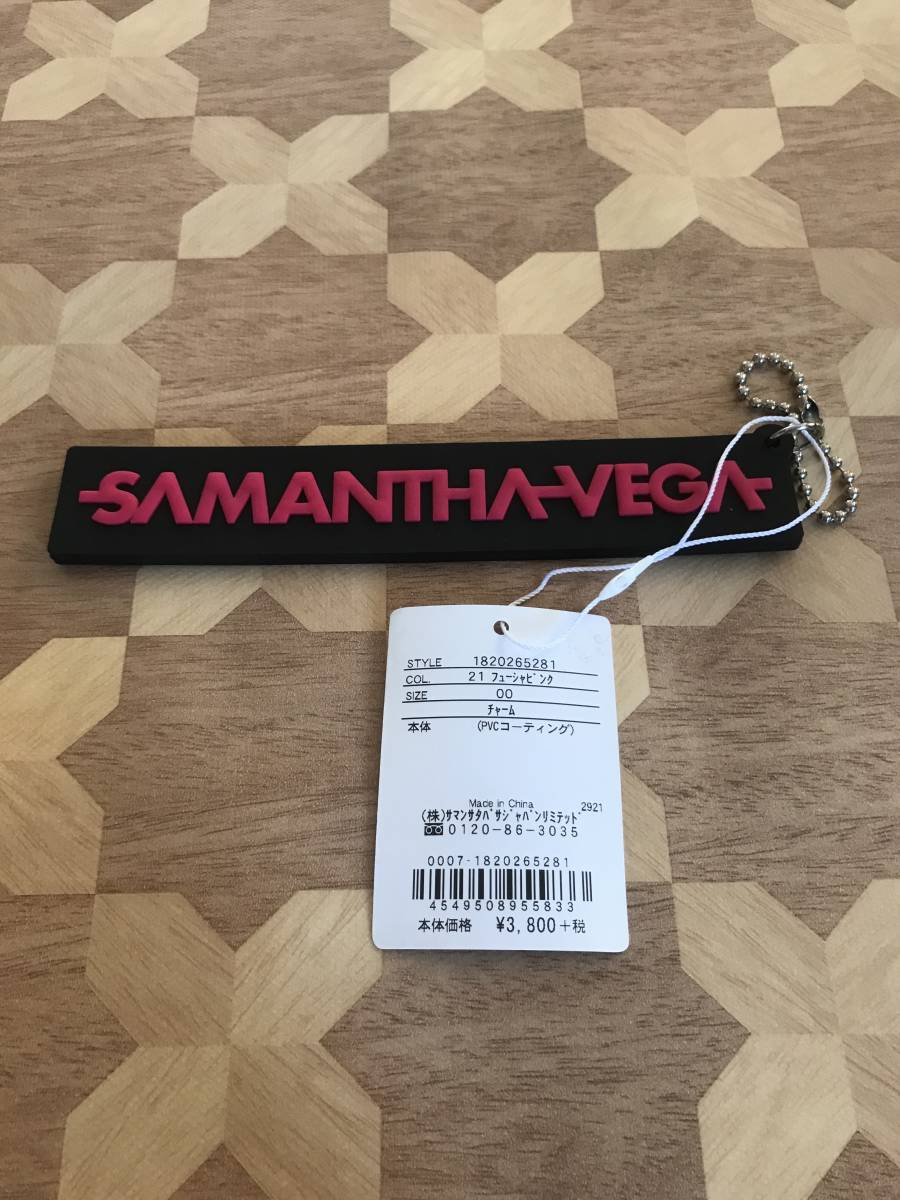 SAMANTHA VEGA
STYLE 1820265281
COL. 21 フューシャピンク
SIZE 00
チャーム
本体 (PVCコーティング)
Made in China 2921
(株)サマンサタバサジャパンリミテッド
0120-86-3035
0007-1820265281
4549508955833
本体価格 ¥3,800+税